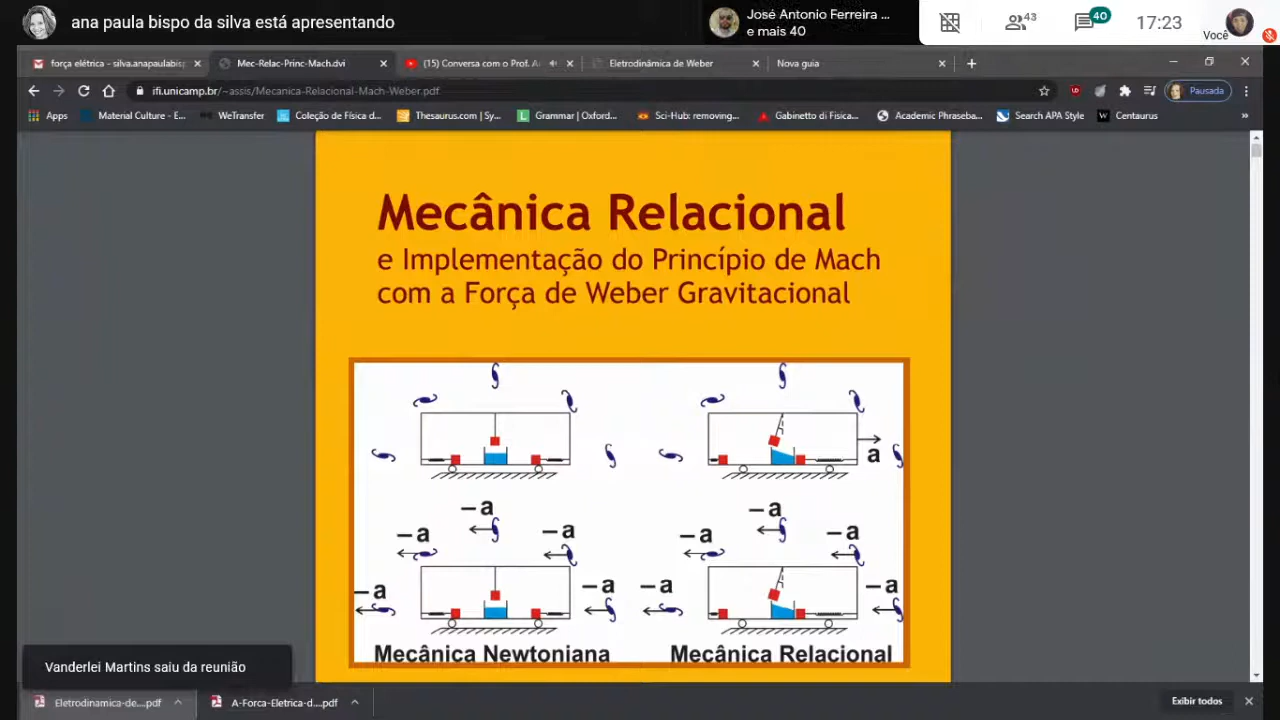 ana paula bispo da silva está apresentando
José Antonio Ferreira ...
e mais 40
43
40
17:23
Você
força elétrica - silva.anapaulabisp
Mec-Relac-Princ-Mach.dvi
(15) Conversa com o Prof. A
Eletrodinâmica de Weber
Nova guia
ifi.unicamp.br/~assis/Mecanica-Relacional-Mach-Weber.pdf
Pausada
Apps
Material Culture - E...
WeTransfer
Coleção de Física d...
Thesaurus.com | Sy...
Grammar | Oxford...
Sci-Hub: removing...
Gabinetto di Fisica...
Academic Phraseba...
Search APA Style
Centaurus
»
Mecânica Relacional
e Implementação do Princípio de Mach
com a Força de Weber Gravitacional
a
–a –a
–a –a –a –a
–a –a –a –a
Mecânica Newtoniana Mecânica Relacional
Vanderlei Martins saiu da reunião
Eletrodinamica-de....pdf
A-Forca-Eletrica-d....pdf
Exibir todos